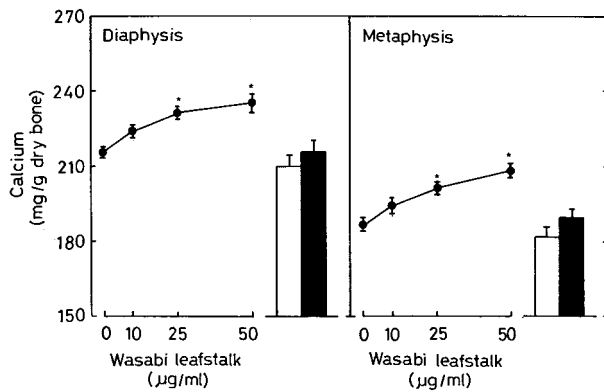 Diaphysis
Metaphysis
Calcium
(mg/g dry bone)
270
240
210
180
150
* *
* *
0 10 25 50
0 10 25 50
Wasabi leafstalk
(µg/ml)
Wasabi leafstalk
(µg/ml)